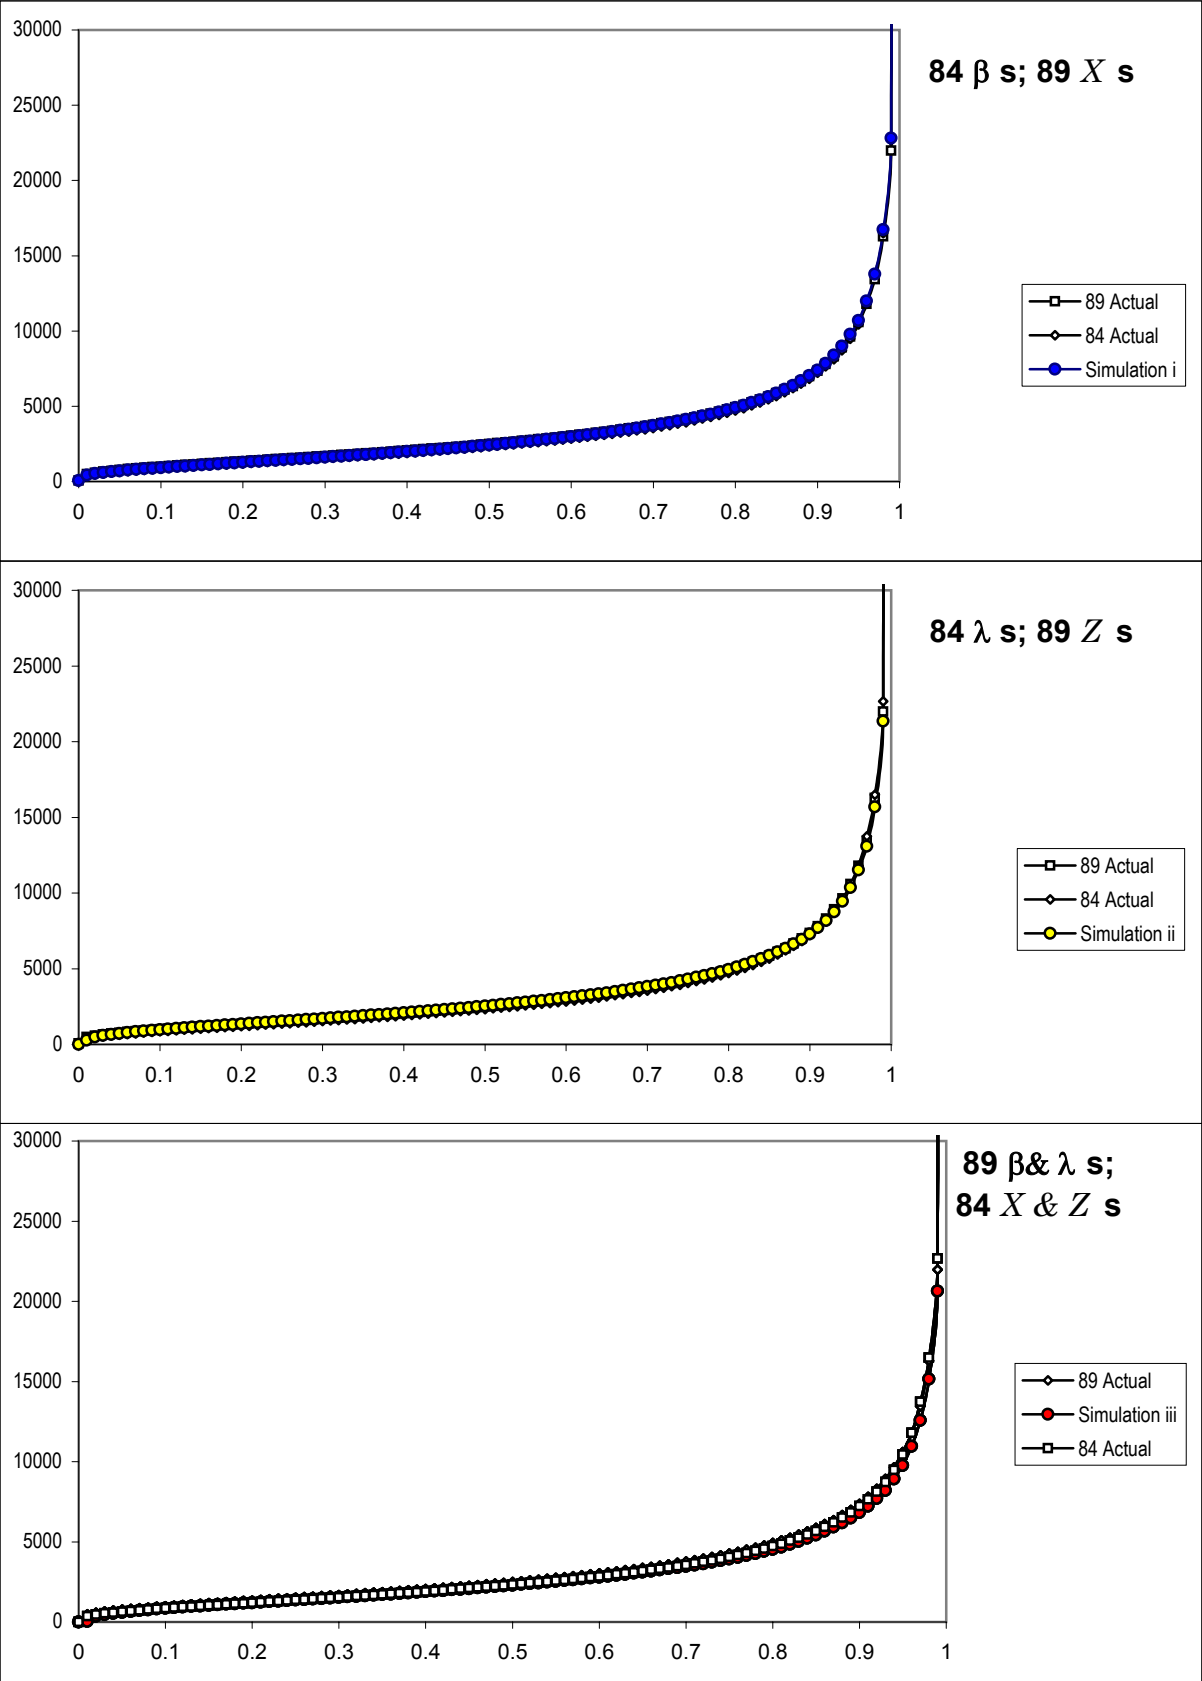 30000
25000
20000
15000
10000
5000
0
0 0.1 0.2 0.3 0.4 0.5 0.6 0.7 0.8 0.9 1
84 β s; 89 X s
89 Actual
84 Actual
Simulation i
30000
25000
20000
15000
10000
5000
0
0 0.1 0.2 0.3 0.4 0.5 0.6 0.7 0.8 0.9 1
84 λ s; 89 Z s
89 Actual
84 Actual
Simulation ii
30000
25000
20000
15000
10000
5000
0
0 0.1 0.2 0.3 0.4 0.5 0.6 0.7 0.8 0.9 1
89 β& λ s;
84 X & Z s
89 Actual
Simulation iii
84 Actual